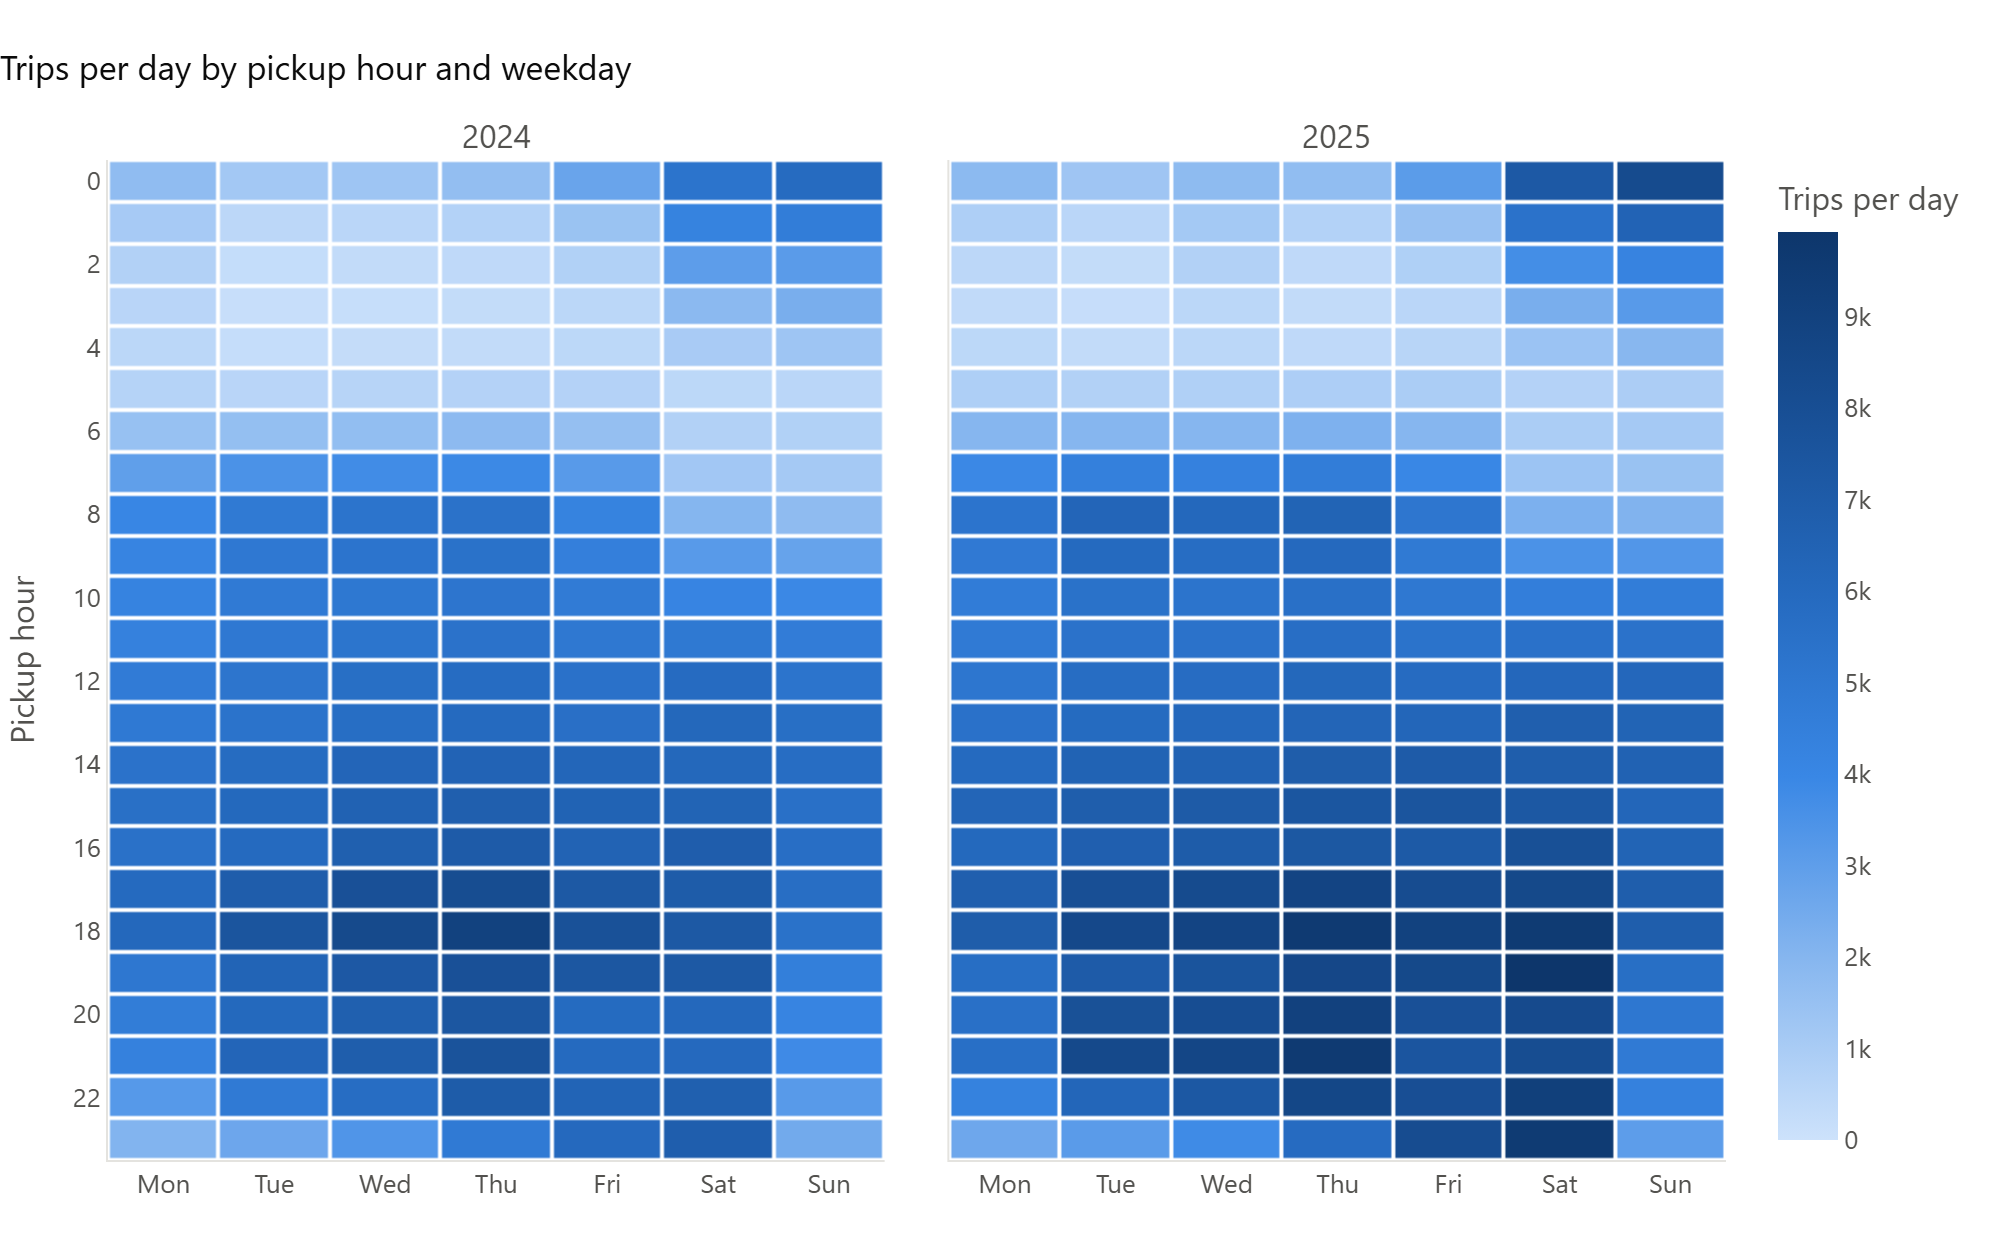 Trips per day by pickup hour and weekday
2024
2025
Trips per day
Pickup hour
0
2
4
6
8
10
12
14
16
18
20
22
Mon Tue Wed Thu Fri Sat Sun
Mon Tue Wed Thu Fri Sat Sun
9k
8k
7k
6k
5k
4k
3k
2k
1k
0